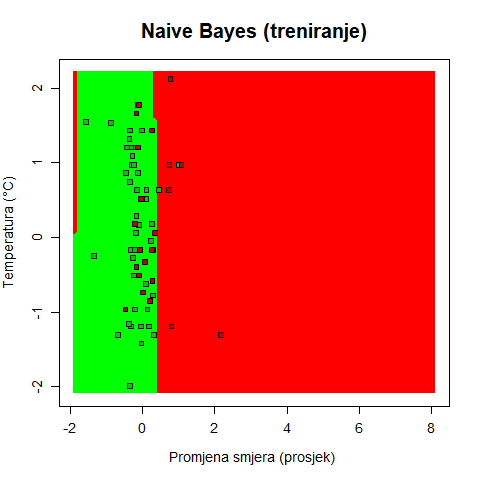 Naive Bayes (treniranje)
2
1
0
-1
-2
Temperatura (°C)
-2 0 2 4 6 8
Promjena smjera (prosjek)